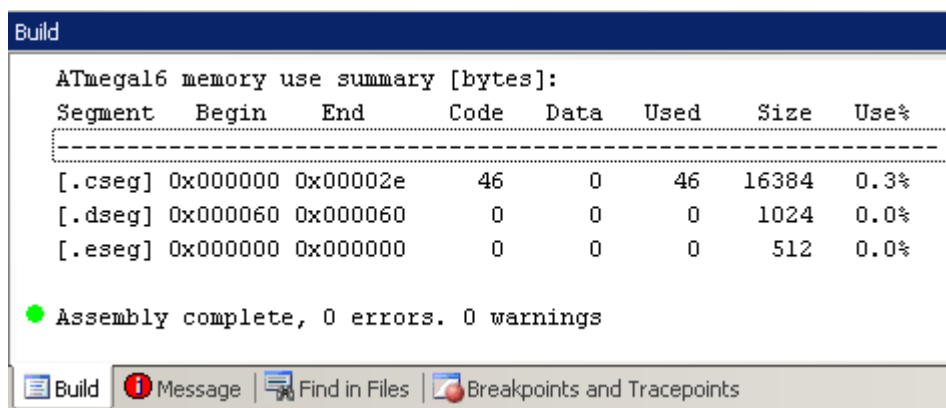 Build
ATmega16 memory use summary [bytes]:
Segment Begin End Code Data Used Size Use%
---------------------------------------------------------------
[.cseg] 0x000000 0x00002e 46 0 46 16384 0.3%
[.dseg] 0x000060 0x000060 0 0 0 1024 0.0%
[.eseg] 0x000000 0x000000 0 0 0 512 0.0%
Assembly complete, 0 errors. 0 warnings
Build Message Find in Files Breakpoints and Tracepoints